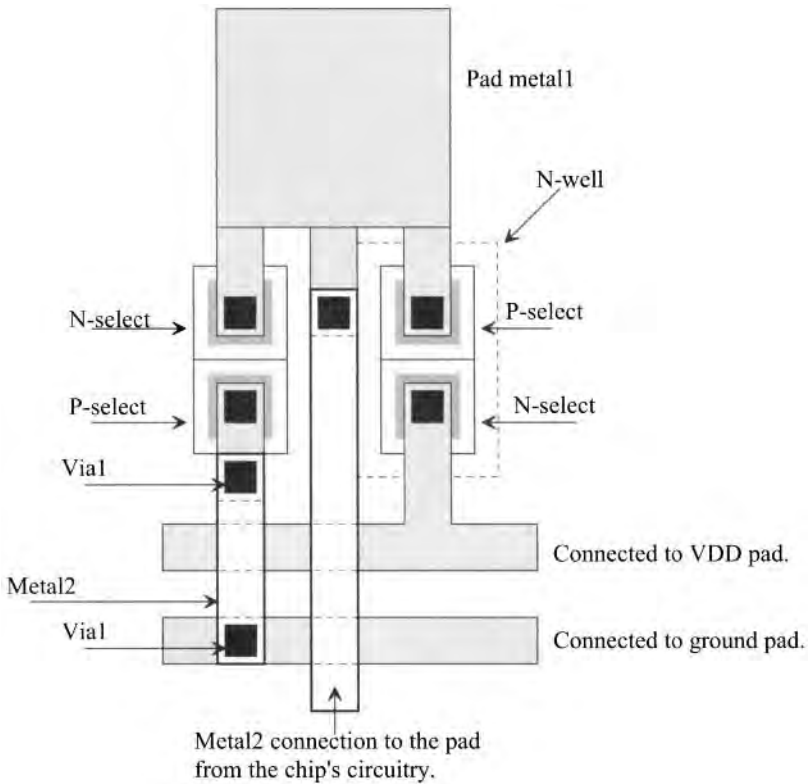 Pad metal1
N-well
N-select
P-select
P-select
N-select
Via1
Connected to VDD pad.
Metal2
Via1
Connected to ground pad.
Metal2 connection to the pad
from the chip's circuitry.